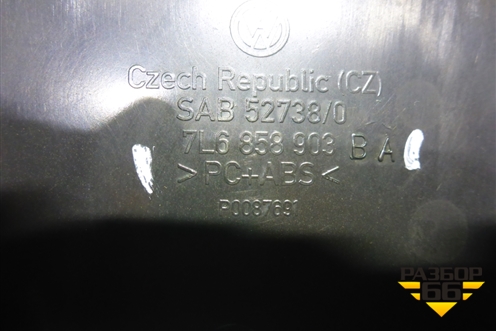 Czech Republic (CZ)
SAB 52738/0
7L6 858 903 B A
>PC+ABS<
P0087691
РАЗБОР
66